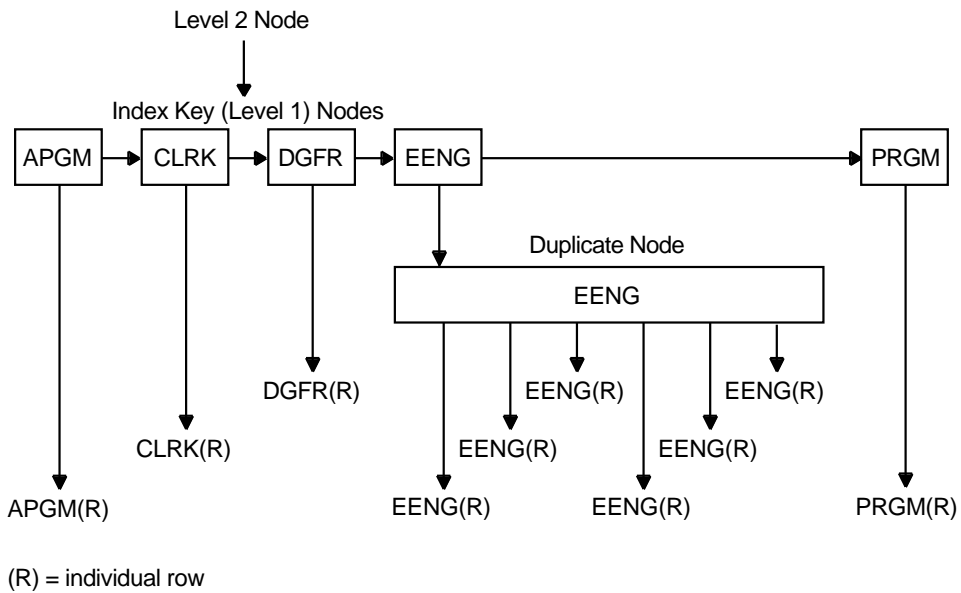 Level 2 Node
Index Key (Level 1) Nodes
APGM CLRK DGFR EENG PRGM
Duplicate Node
EENG
DGFR(R) EENG(R) EENG(R)
CLRK(R) EENG(R) EENG(R)
APGM(R) EENG(R) EENG(R) PRGM(R)
(R) = individual row